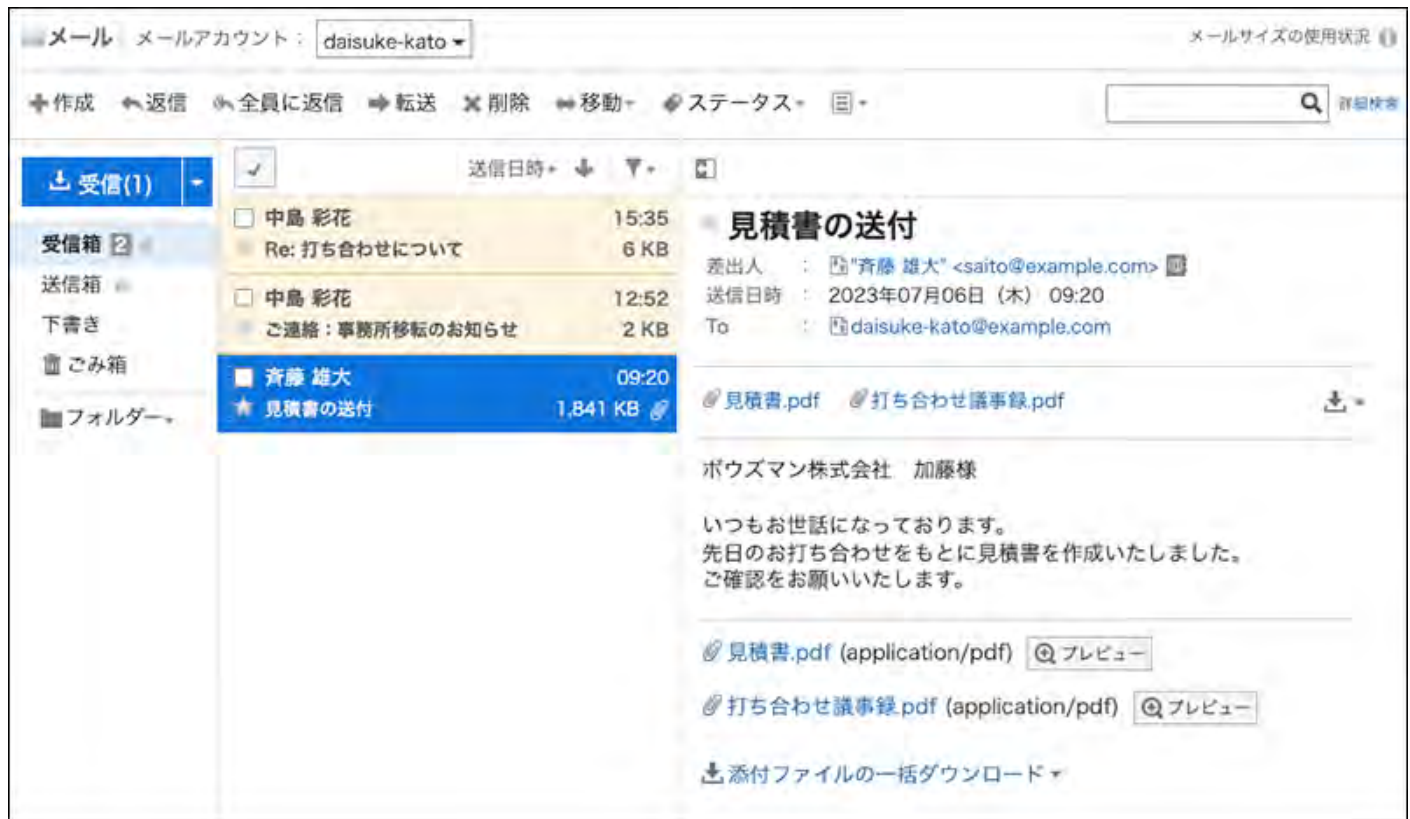 メール メールアカウント： daisuke-kato メールサイズの使用状況
作成 返信 全員に返信 転送 削除 移動 ステータス 詳細検索
受信(1)
受信箱 2
送信箱
下書き
ごみ箱
フォルダー
送信日時
中島 彩花 15:35
Re: 打ち合わせについて 6 KB
中島 彩花 12:52
ご連絡：事務所移転のお知らせ 2 KB
斉藤 雄大 09:20
見積書の送付 1,841 KB
見積書の送付
差出人 ： "斉藤 雄大" <saito@example.com>
送信日時 ： 2023年07月06日（木） 09:20
To ： daisuke-kato@example.com
見積書.pdf 打ち合わせ議事録.pdf
ボウズマン株式会社　加藤様
いつもお世話になっております。
先日のお打ち合わせをもとに見積書を作成いたしました。
ご確認をお願いいたします。
見積書.pdf (application/pdf) プレビュー
打ち合わせ議事録.pdf (application/pdf) プレビュー
添付ファイルの一括ダウンロード